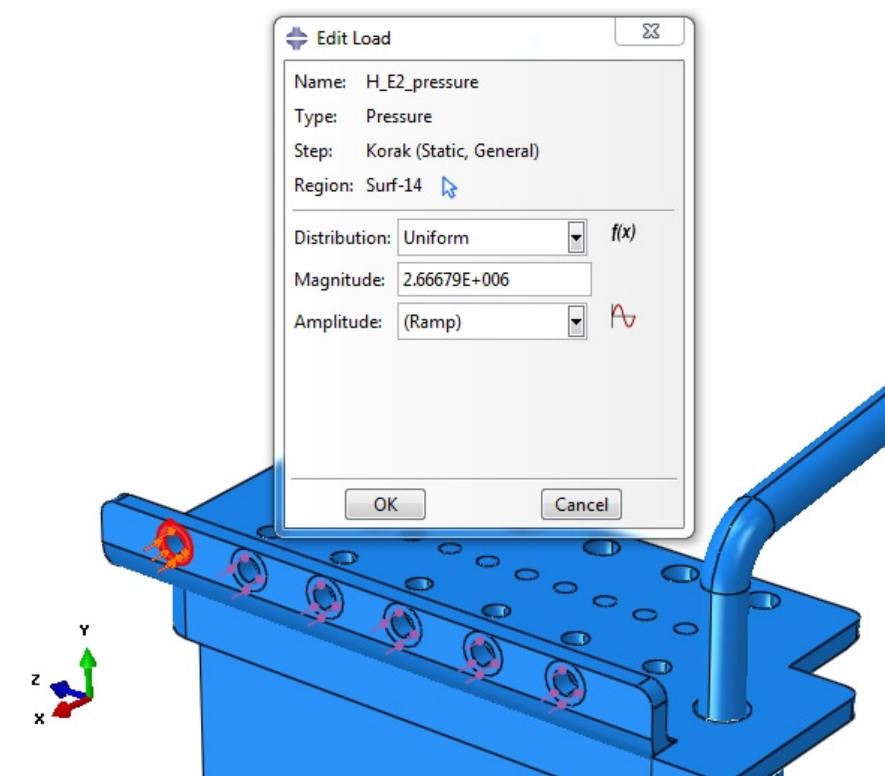 Edit Load
Name: H_E2_pressure
Type: Pressure
Step: Korak (Static, General)
Region: Surf-14
Distribution: Uniform f(x)
Magnitude: 2.66679E+006
Amplitude: (Ramp)
OK Cancel
Y
Z
X